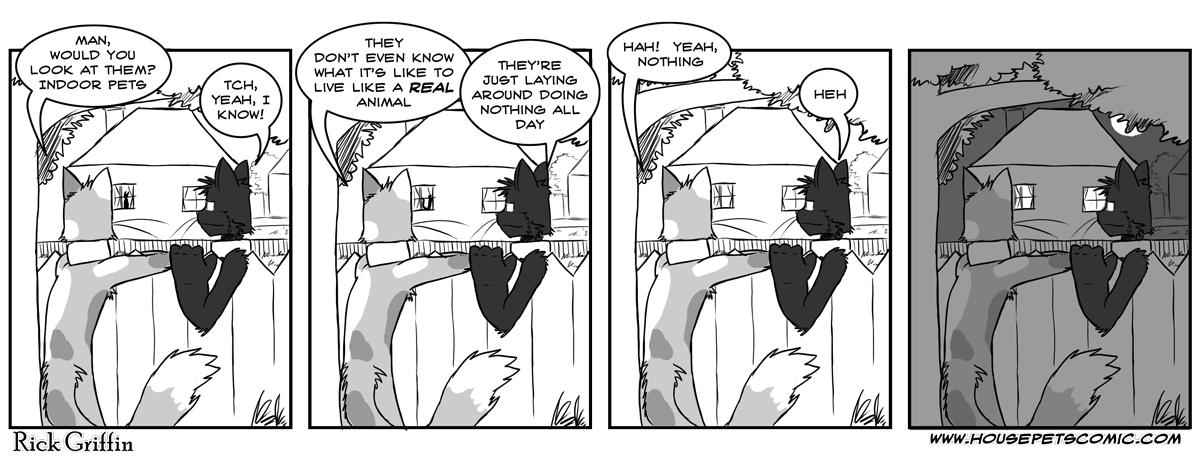 MAN,
WOULD YOU
LOOK AT THEM?
INDOOR PETS
TCH,
YEAH, I
KNOW!
THEY
DON'T EVEN KNOW
WHAT IT'S LIKE TO
LIVE LIKE A REAL
ANIMAL
THEY'RE
JUST LAYING
AROUND DOING
NOTHING ALL
DAY
HAH! YEAH,
NOTHING
HEH
Rick Griffin
WWW.HOUSEPETSCOMIC.COM